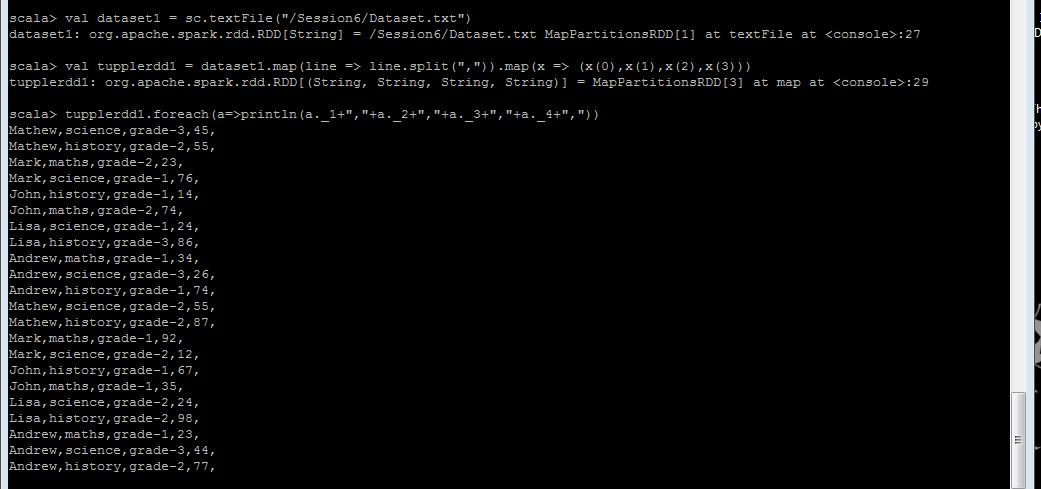 scala> val dataset1 = sc.textFile("/Session6/Dataset.txt")
dataset1: org.apache.spark.rdd.RDD[String] = /Session6/Dataset.txt MapPartitionsRDD[1] at textFile at <console>:27
scala> val tupplerdd1 = dataset1.map(line => line.split(",")).map(x => (x(0),x(1),x(2),x(3)))
tupplerdd1: org.apache.spark.rdd.RDD[(String, String, String, String)] = MapPartitionsRDD[3] at map at <console>:29
scala> tupplerdd1.foreach(a=>println(a._1+","+a._2+","+a._3+","+a._4+","))
Mathew,science,grade-3,45,
Mathew,history,grade-2,55,
Mark,maths,grade-2,23,
Mark,science,grade-1,76,
John,history,grade-1,14,
John,maths,grade-2,74,
Lisa,science,grade-1,24,
Lisa,history,grade-3,86,
Andrew,maths,grade-1,34,
Andrew,science,grade-3,26,
Andrew,history,grade-1,74,
Mathew,science,grade-2,55,
Mathew,history,grade-2,87,
Mark,maths,grade-1,92,
Mark,science,grade-2,12,
John,history,grade-1,67,
John,maths,grade-1,35,
Lisa,science,grade-2,24,
Lisa,history,grade-2,98,
Andrew,maths,grade-1,23,
Andrew,science,grade-3,44,
Andrew,history,grade-2,77,